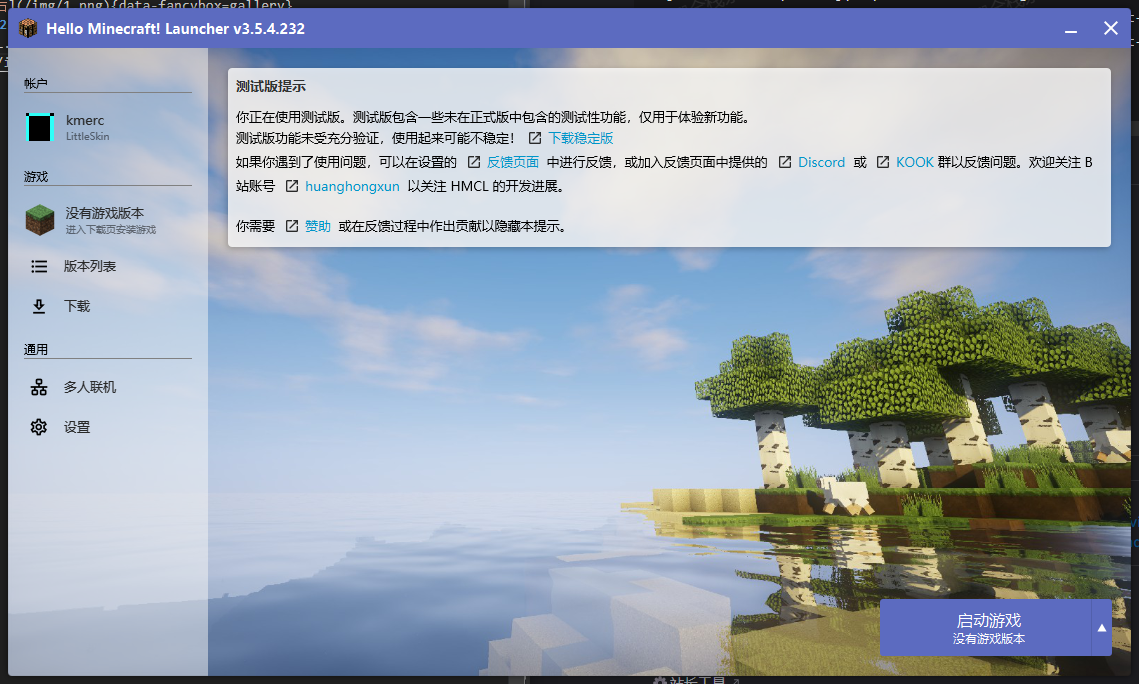 ](/img/1.png){data-fancybox=gallery}
Hello Minecraft! Launcher v3.5.4.232
帐户
kmerc
LittleSkin
游戏
没有游戏版本
进入下载页安装游戏
版本列表
下载
通用
多人联机
设置
测试版提示
你正在使用测试版。测试版包含一些未在正式版中包含的测试性功能，仅用于体验新功能。
测试版功能未受充分验证，使用起来可能不稳定！ 下载稳定版
如果你遇到了使用问题，可以在设置的 反馈页面 中进行反馈，或加入反馈页面中提供的 Discord 或 KOOK 群以反馈问题。欢迎关注 B
站账号 huanghongxun 以关注 HMCL 的开发进展。
你需要 赞助 或在反馈过程中作出贡献以隐藏本提示。
启动游戏
没有游戏版本
站长工具